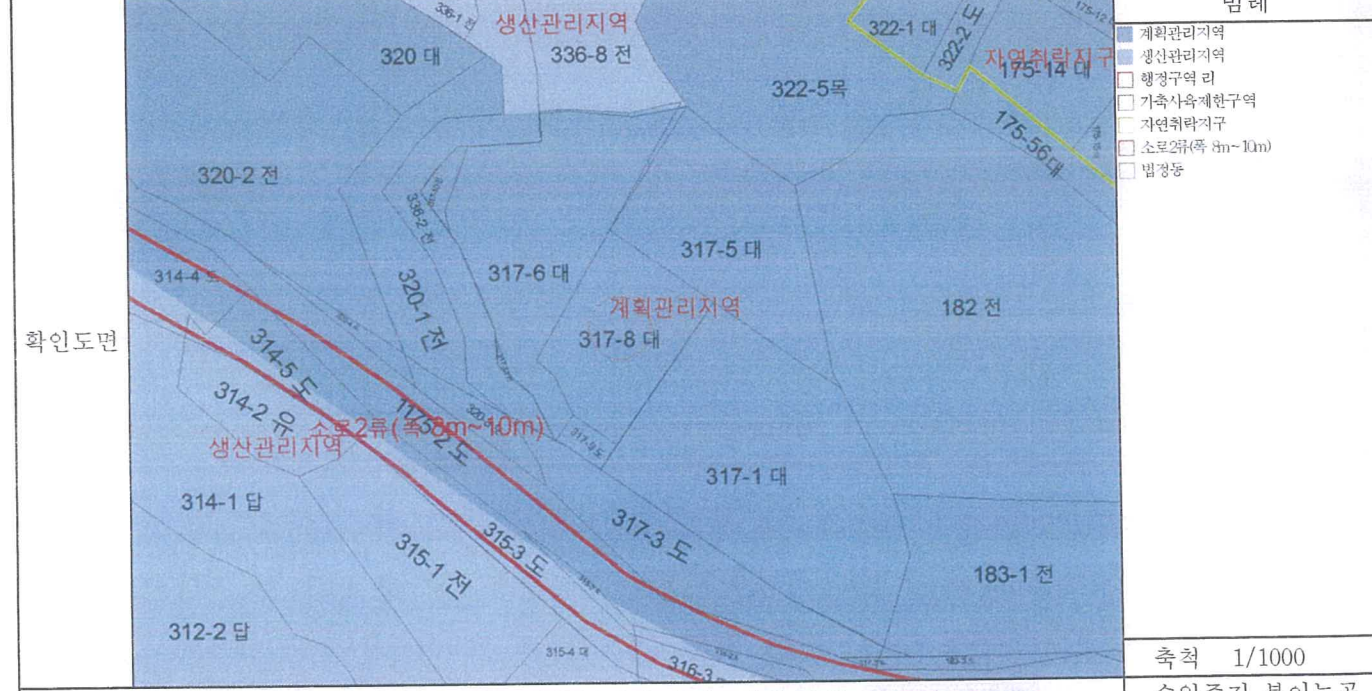 범례
336-1 전
생산관리지역
320 대
336-8 전
322-1 대
322-2 도
자연취락지구
175-14 대
322-5목
175-56대
계획관리지역
생산관리지역
행정구역 리
가축사육제한구역
자연취락지구
소로2류(폭 8m~10m)
법정동
320-2 전
336-2 전
317-5 대
314-4 도
320-1 전
317-6 대
계획관리지역
182 전
확인도면
317-8 대
314-5 도
314-2 유
1175-2 도
소로2류(폭 8m~10m)
생산관리지역
317-9 도
317-1 대
314-1 답
317-3 도
315-3 도
315-1 전
183-1 전
312-2 답
315-4 대
316-3
축척 1/1000